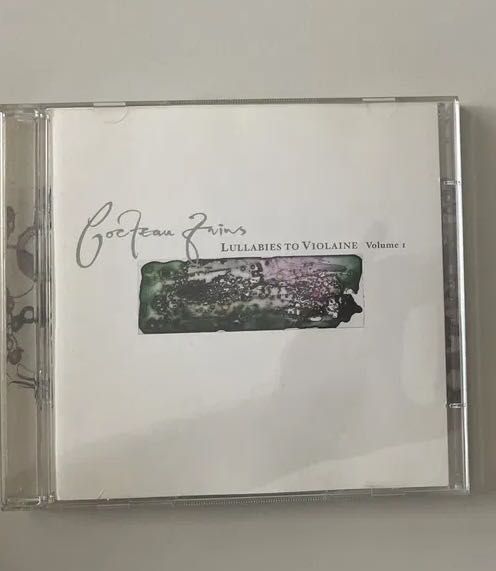 Cocteau Twins
LULLABIES TO VIOLAINE Volume 1